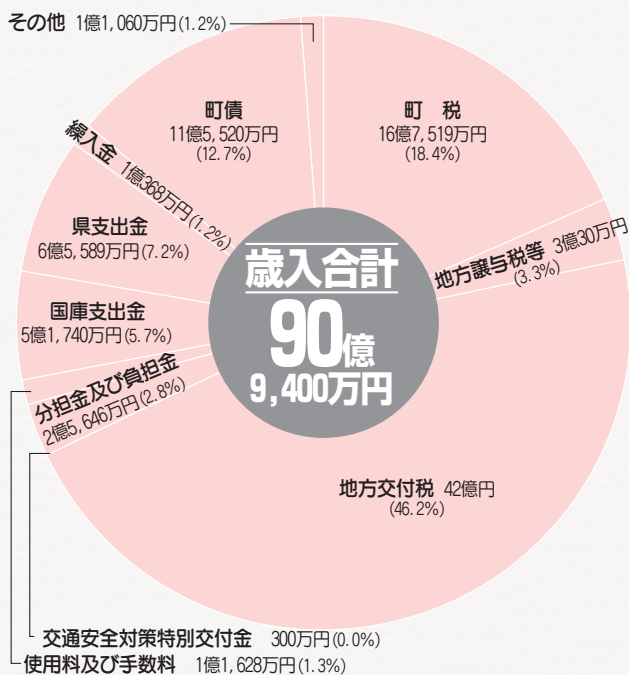 その他 1億1,060万円(1.2%)
町債
11億5,520万円
(12.7%)
町 税
16億7,519万円
(18.4%)
繰入金
1億368万円(1.2%)
県支出金
6億5,589万円(7.2%)
地方譲与税等 3億30万円
(3.3%)
歳入合計
90億
9,400万円
国庫支出金
5億1,740万円(5.7%)
分担金及び負担金
2億5,646万円(2.8%)
地方交付税 42億円
(46.2%)
交通安全対策特別交付金 300万円(0.0%)
使用料及び手数料 1億1,628万円(1.3%)